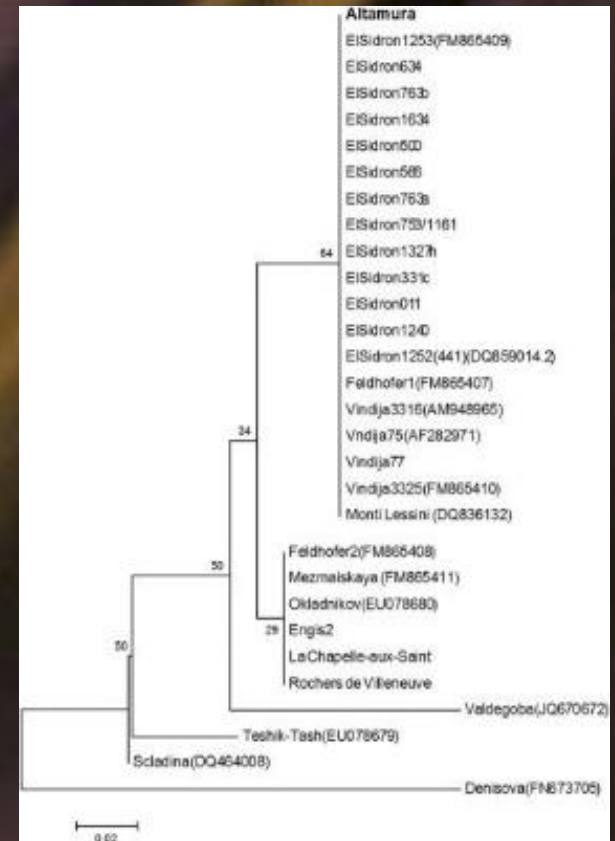 Altamura
ElSidron1253(FM865409)
ElSidron634
ElSidron763b
ElSidron1634
ElSidron500
ElSidron568
ElSidron763a
ElSidron753/1161
ElSidron1327h
64
ElSidron331c
ElSidron011
ElSidron1240
ElSidron1252(441)(DQ859014.2)
Feldhofer1(FM865407)
Vindija3316(AM948965)
34
Vndija75(AF282971)
Vindija77
Vindija3325(FM865410)
Monti Lessini (DQ836132)
Feldhofer2(FM865408)
50
Mezmaiskaya (FM865411)
Okladnikov(EU078680)
29
Engis2
LaChapelle-aux-Saint
50
Rochers de Villeneuve
Valdegoba(JQ670672)
Teshik-Tash(EU078679)
Scladina(DQ464008)
Denisova(FN673705)
0.02